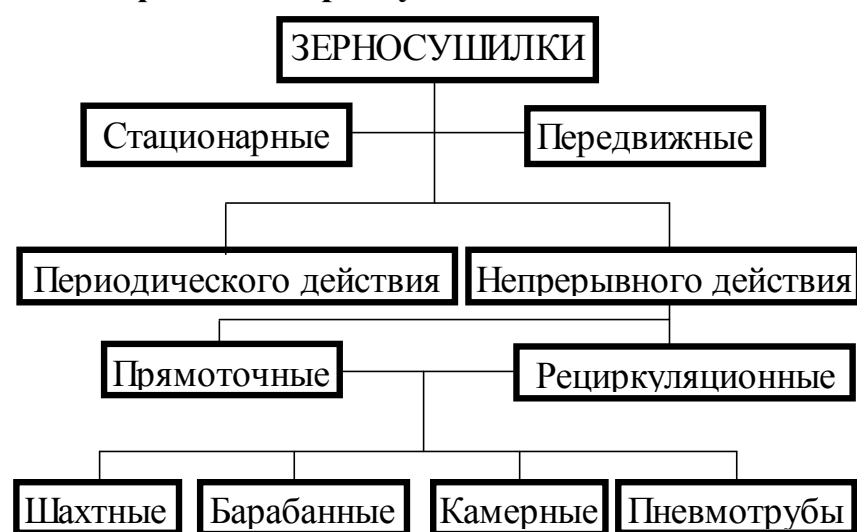 ЗЕРНОСУШИЛКИ
Стационарные Передвижные
Периодического действия Непрерывного действия
Прямоточные Рециркуляционные
Шахтные Барабанные Камерные Пневмотрубы